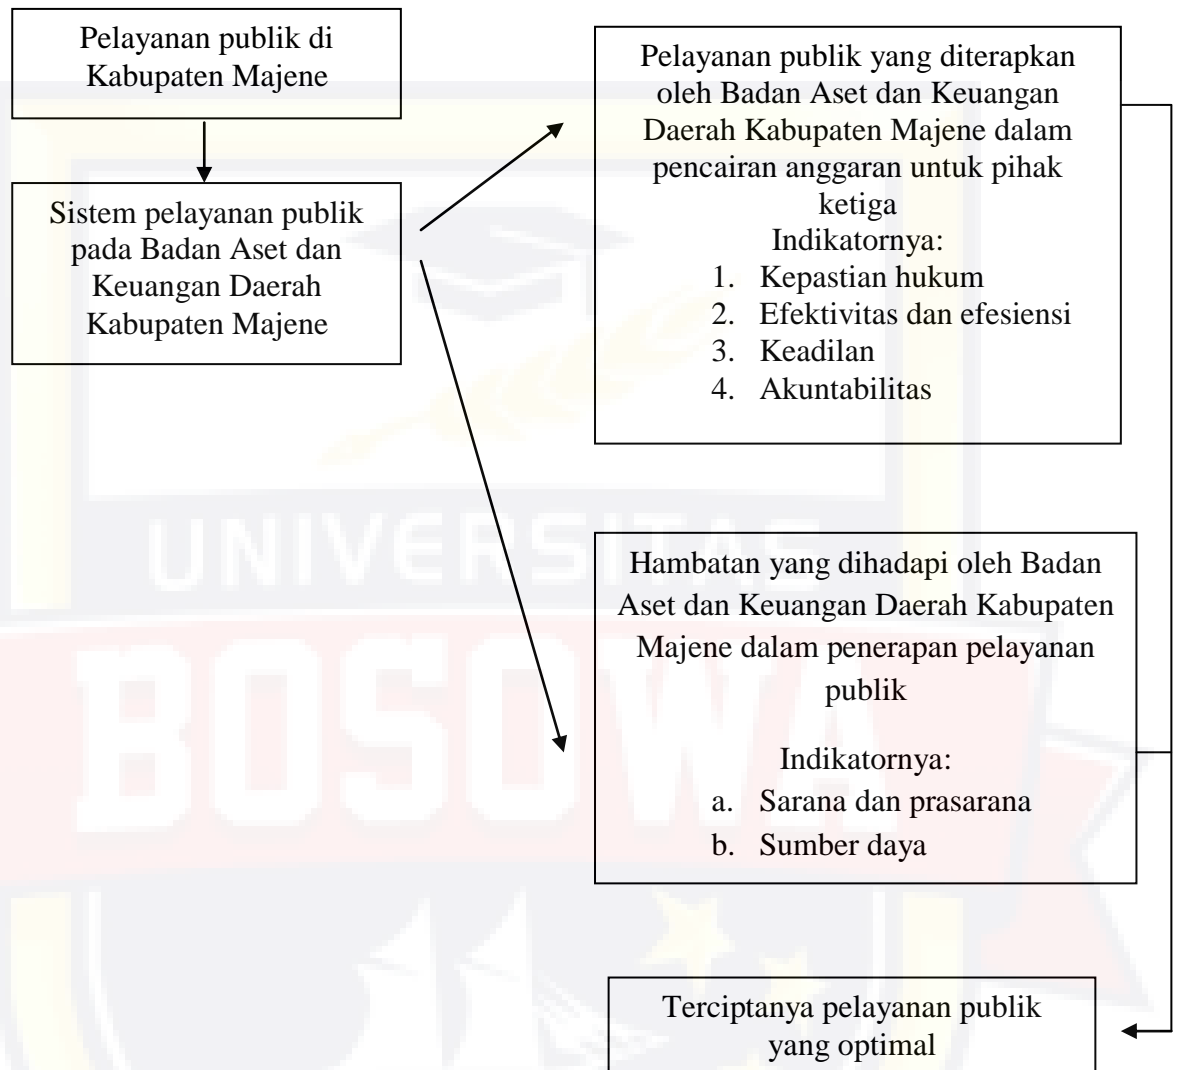 Pelayanan publik di
Kabupaten Majene
Sistem pelayanan publik
pada Badan Aset dan
Keuangan Daerah
Kabupaten Majene
Pelayanan publik yang diterapkan
oleh Badan Aset dan Keuangan
Daerah Kabupaten Majene dalam
pencairan anggaran untuk pihak
ketiga
Indikatornya:
1. Kepastian hukum
2. Efektivitas dan efesiensi
3. Keadilan
4. Akuntabilitas
Hambatan yang dihadapi oleh Badan
Aset dan Keuangan Daerah Kabupaten
Majene dalam penerapan pelayanan
publik
Indikatornya:
a. Sarana dan prasarana
b. Sumber daya
Terciptanya pelayanan publik
yang optimal
UNIVERSITAS
BOSOWA